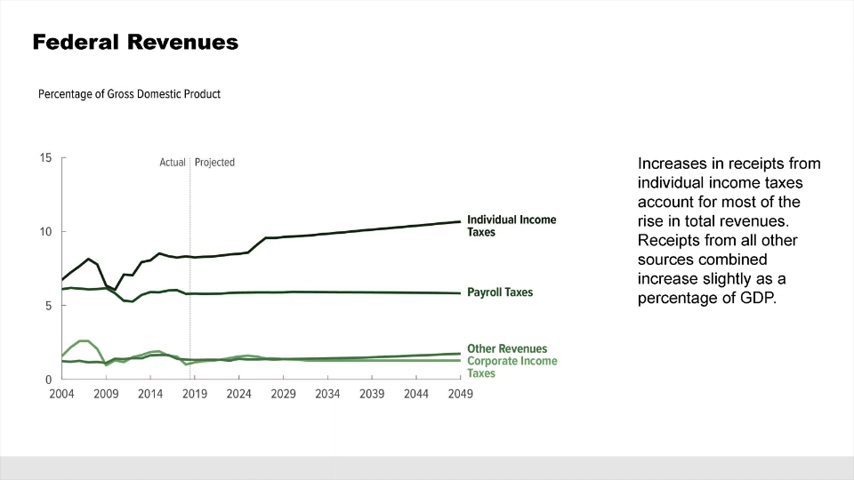 Federal Revenues
Percentage of Gross Domestic Product
15
Actual
Projected
10
5
0
Individual Income
Taxes
Payroll Taxes
Other Revenues
Corporate Income
Taxes
2004 2009 2014 2019 2024 2029 2034 2039 2044 2049
Increases in receipts from
individual income taxes
account for most of the
rise in total revenues.
Receipts from all other
sources combined
increase slightly as a
percentage of GDP.